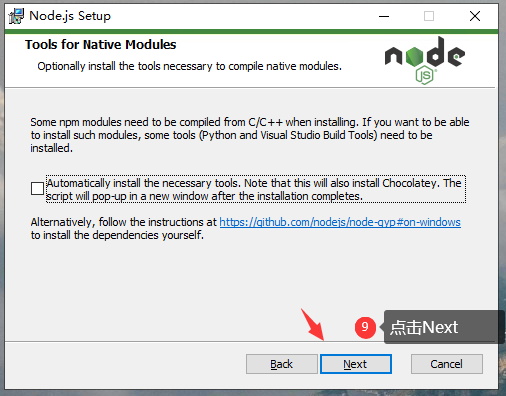 Node.js Setup
Tools for Native Modules
Optionally install the tools necessary to compile native modules.
node
JS
Some npm modules need to be compiled from C/C++ when installing. If you want to be able
to install such modules, some tools (Python and Visual Studio Build Tools) need to be
installed.
Automatically install the necessary tools. Note that this will also install Chocolatey. The
script will pop-up in a new window after the installation completes.
Alternatively, follow the instructions at https://github.com/nodejs/node-gyp#on-windows
to install the dependencies yourself.
9 点击Next
Back Next Cancel